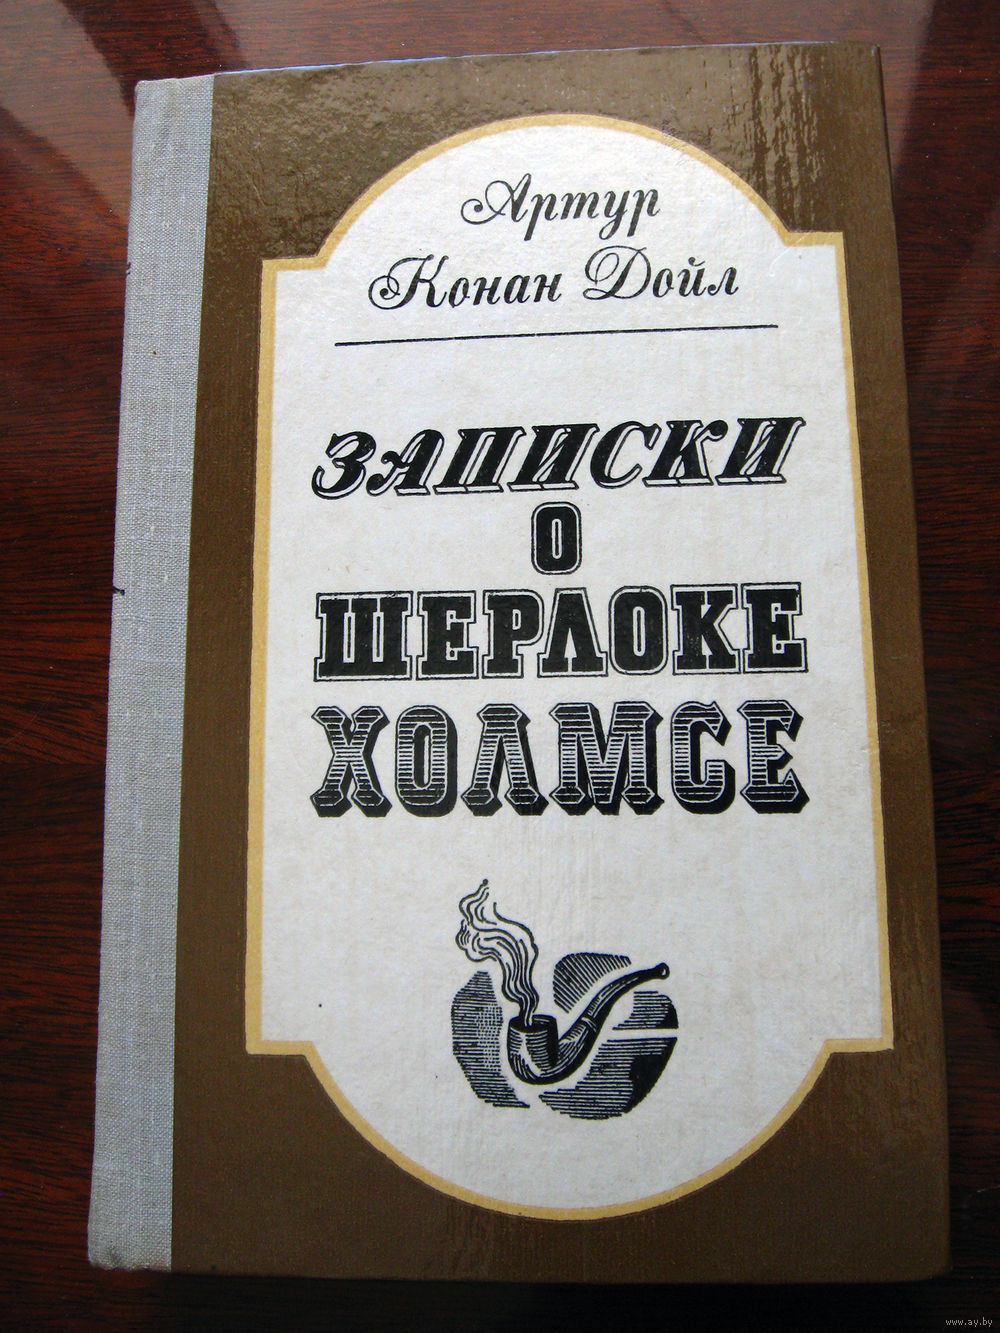 Артур
Конан Дойл
ЗАПИСКИ
О
ШЕРЛОКЕ
ХОЛМСЕ
www.ay.by